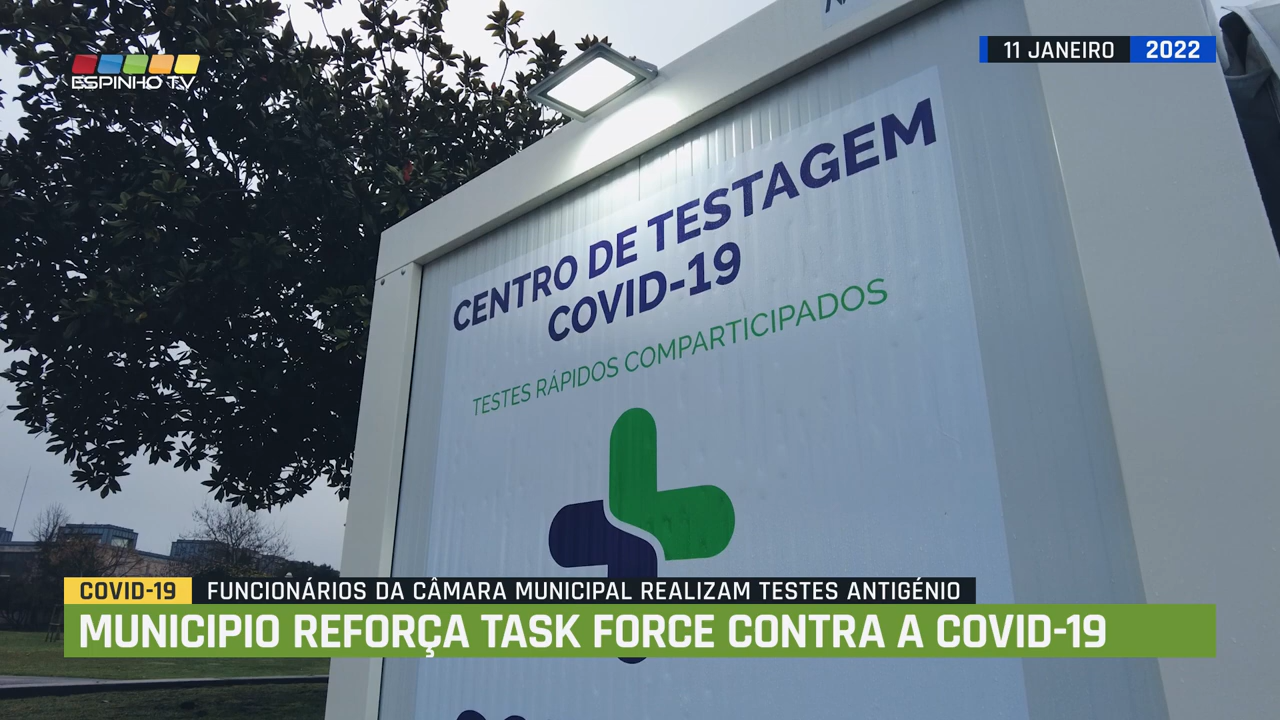 ESPINHO TV
11 JANEIRO 2022
CENTRO DE TESTAGEM
COVID-19
TESTES RÁPIDOS COMPARTICIPADOS
COVID-19 FUNCIONÁRIOS DA CÂMARA MUNICIPAL REALIZAM TESTES ANTIGÉNIO
MUNICIPIO REFORÇA TASK FORCE CONTRA A COVID-19